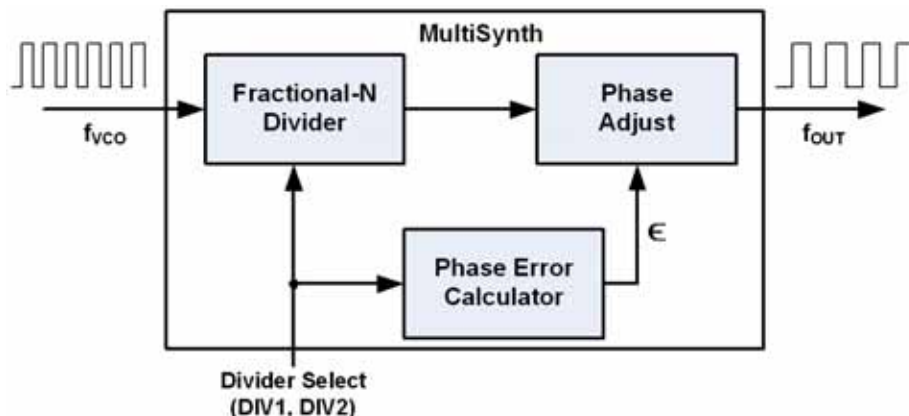 MultiSynth
Fractional-N
Divider
Phase
Adjust
fVCO
fOUT
ϵ
Phase Error
Calculator
Divider Select
(DIV1, DIV2)